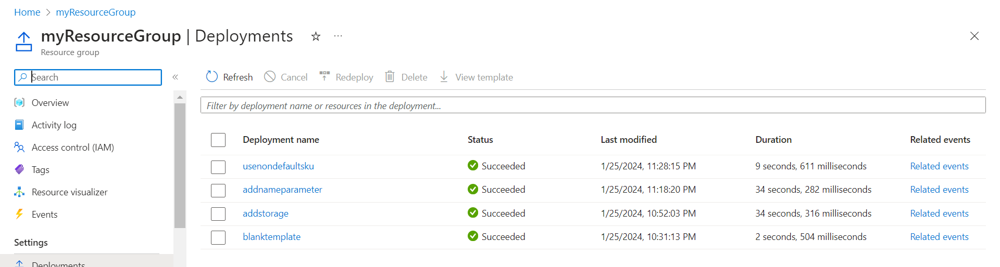 Home > myResourceGroup
myResourceGroup | Deployments ☆ ...
Resource group
Search «
Overview
Activity log
Access control (IAM)
Tags
Resource visualizer
Events
Settings
Deployments
Refresh Cancel Redeploy Delete View template
Filter by deployment name or resources in the deployment...
Deployment name Status Last modified Duration Related events
usenondefaultsku Succeeded 1/25/2024, 11:28:15 PM 9 seconds, 611 milliseconds Related events
addnameparameter Succeeded 1/25/2024, 11:18:20 PM 34 seconds, 282 milliseconds Related events
addstorage Succeeded 1/25/2024, 10:52:03 PM 34 seconds, 316 milliseconds Related events
blanktemplate Succeeded 1/25/2024, 10:31:13 PM 2 seconds, 504 milliseconds Related events